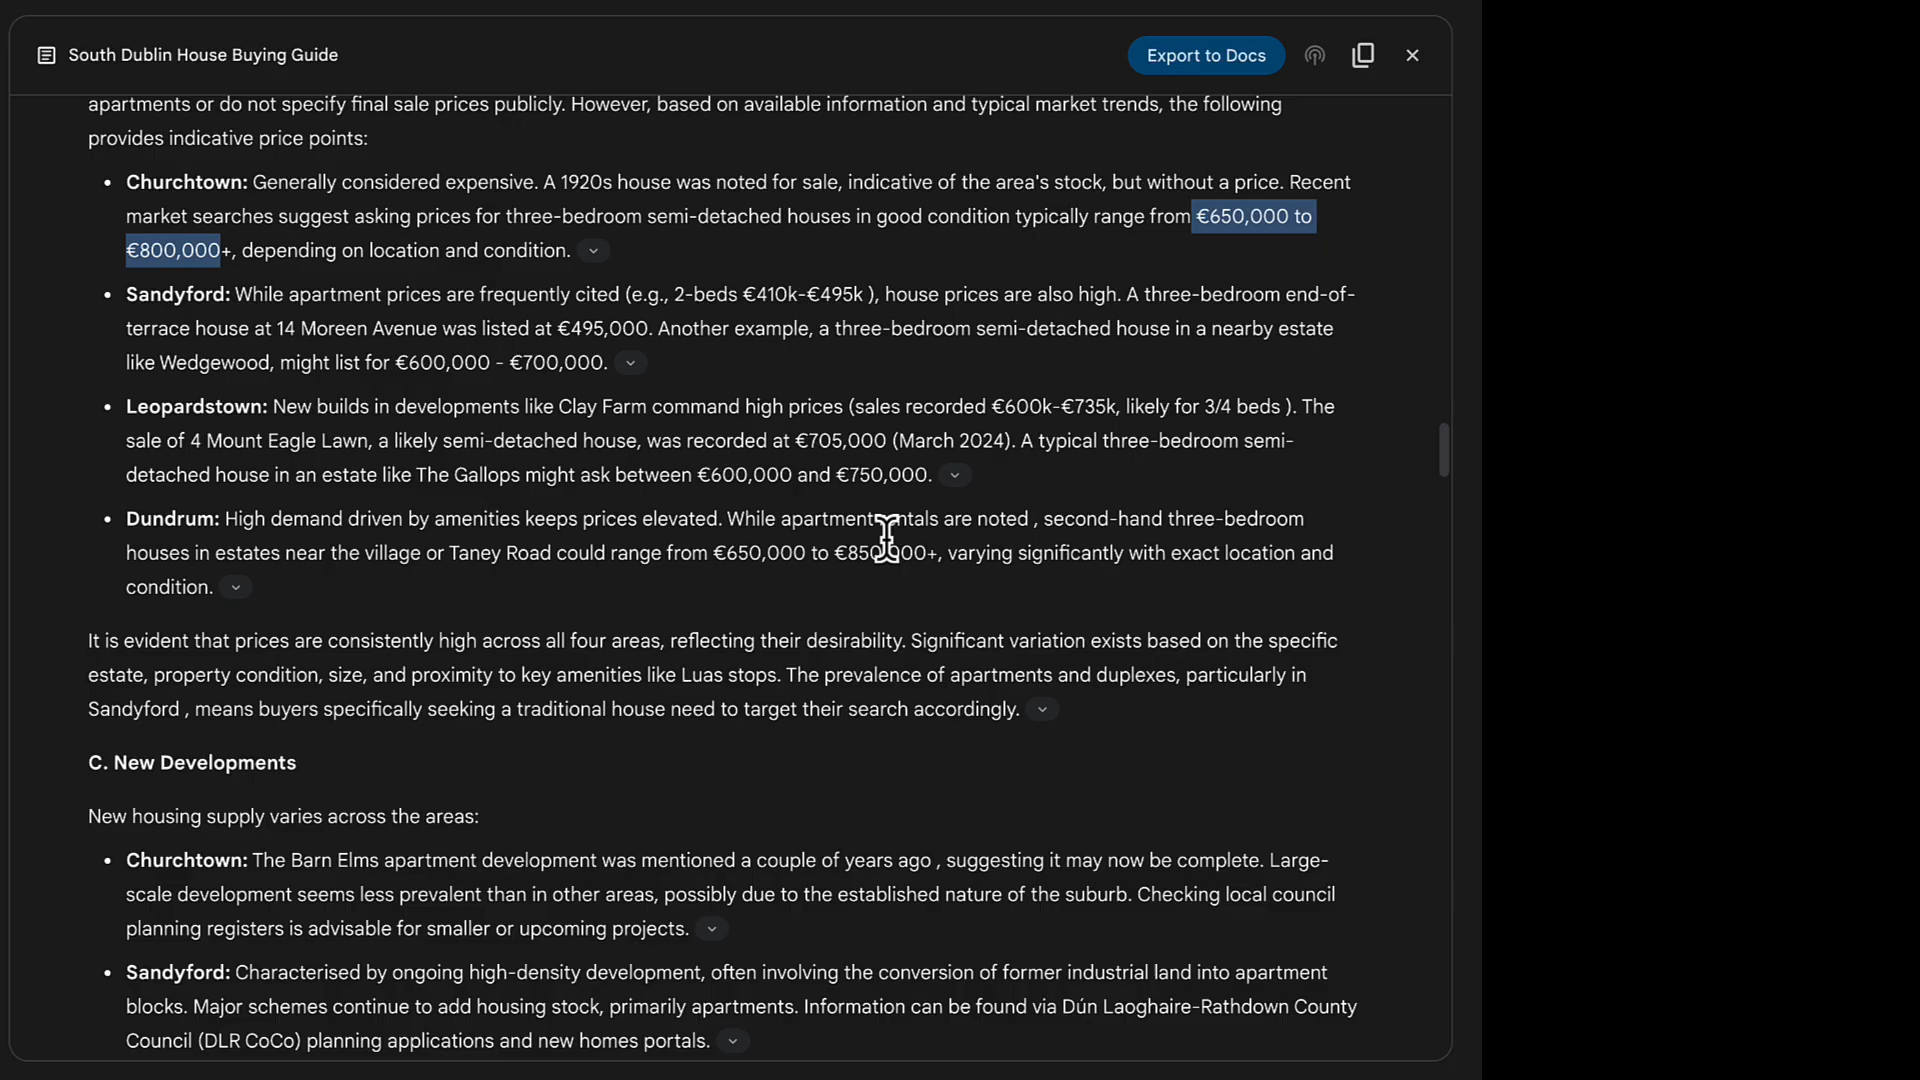 South Dublin House Buying Guide
Export to Docs
apartments or do not specify final sale prices publicly. However, based on available information and typical market trends, the following
provides indicative price points:
• Churchtown: Generally considered expensive. A 1920s house was noted for sale, indicative of the area's stock, but without a price. Recent
market searches suggest asking prices for three-bedroom semi-detached houses in good condition typically range from €650,000 to
€800,000+, depending on location and condition.
• Sandyford: While apartment prices are frequently cited (e.g., 2-beds €410k-€495k ), house prices are also high. A three-bedroom end-of-
terrace house at 14 Moreen Avenue was listed at €495,000. Another example, a three-bedroom semi-detached house in a nearby estate
like Wedgewood, might list for €600,000 - €700,000.
• Leopardstown: New builds in developments like Clay Farm command high prices (sales recorded €600k-€735k, likely for 3/4 beds ). The
sale of 4 Mount Eagle Lawn, a likely semi-detached house, was recorded at €705,000 (March 2024). A typical three-bedroom semi-
detached house in an estate like The Gallops might ask between €600,000 and €750,000.
• Dundrum: High demand driven by amenities keeps prices elevated. While apartment rentals are noted , second-hand three-bedroom
houses in estates near the village or Taney Road could range from €650,000 to €850,000+, varying significantly with exact location and
condition.
It is evident that prices are consistently high across all four areas, reflecting their desirability. Significant variation exists based on the specific
estate, property condition, size, and proximity to key amenities like Luas stops. The prevalence of apartments and duplexes, particularly in
Sandyford , means buyers specifically seeking a traditional house need to target their search accordingly.
C. New Developments
New housing supply varies across the areas:
• Churchtown: The Barn Elms apartment development was mentioned a couple of years ago , suggesting it may now be complete. Large-
scale development seems less prevalent than in other areas, possibly due to the established nature of the suburb. Checking local council
planning registers is advisable for smaller or upcoming projects.
• Sandyford: Characterised by ongoing high-density development, often involving the conversion of former industrial land into apartment
blocks. Major schemes continue to add housing stock, primarily apartments. Information can be found via Dún Laoghaire-Rathdown County
Council (DLR CoCo) planning applications and new homes portals.